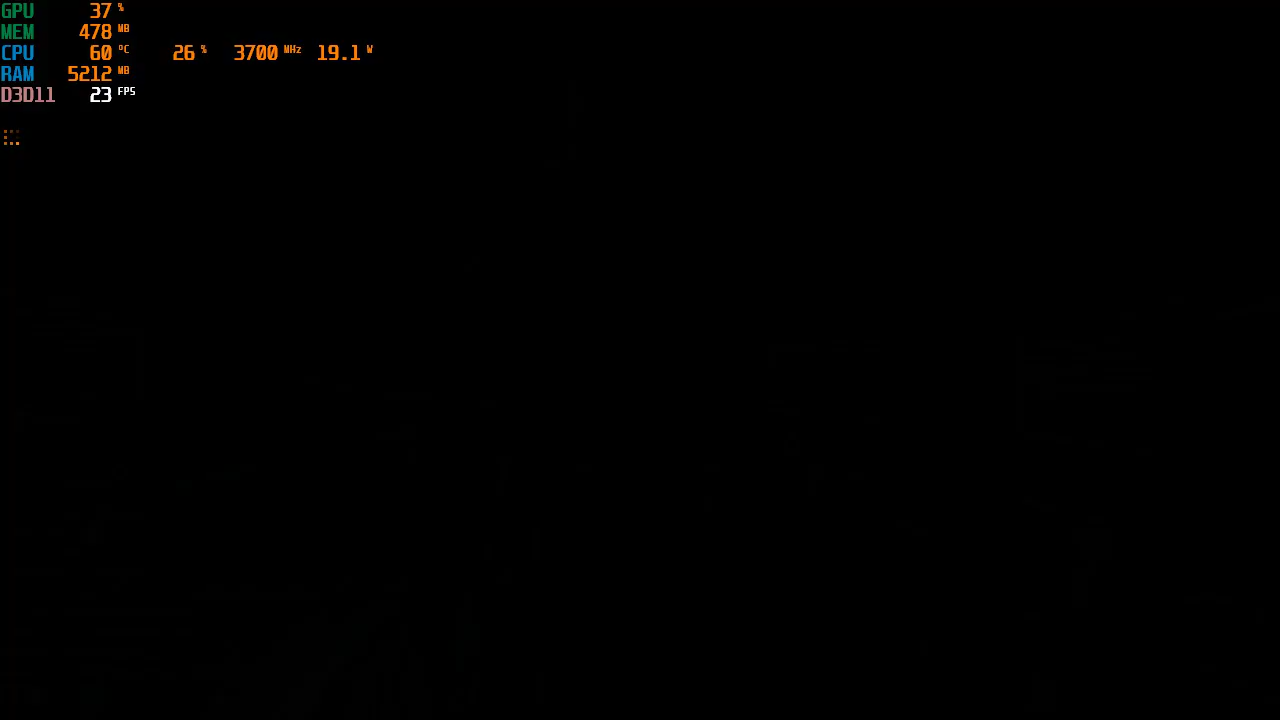 GPU 37 %
MEM 478 MB
CPU 60 °C 26 % 3700 MHz 19.1 W
RAM 5212 MB
D3D11 23 FPS